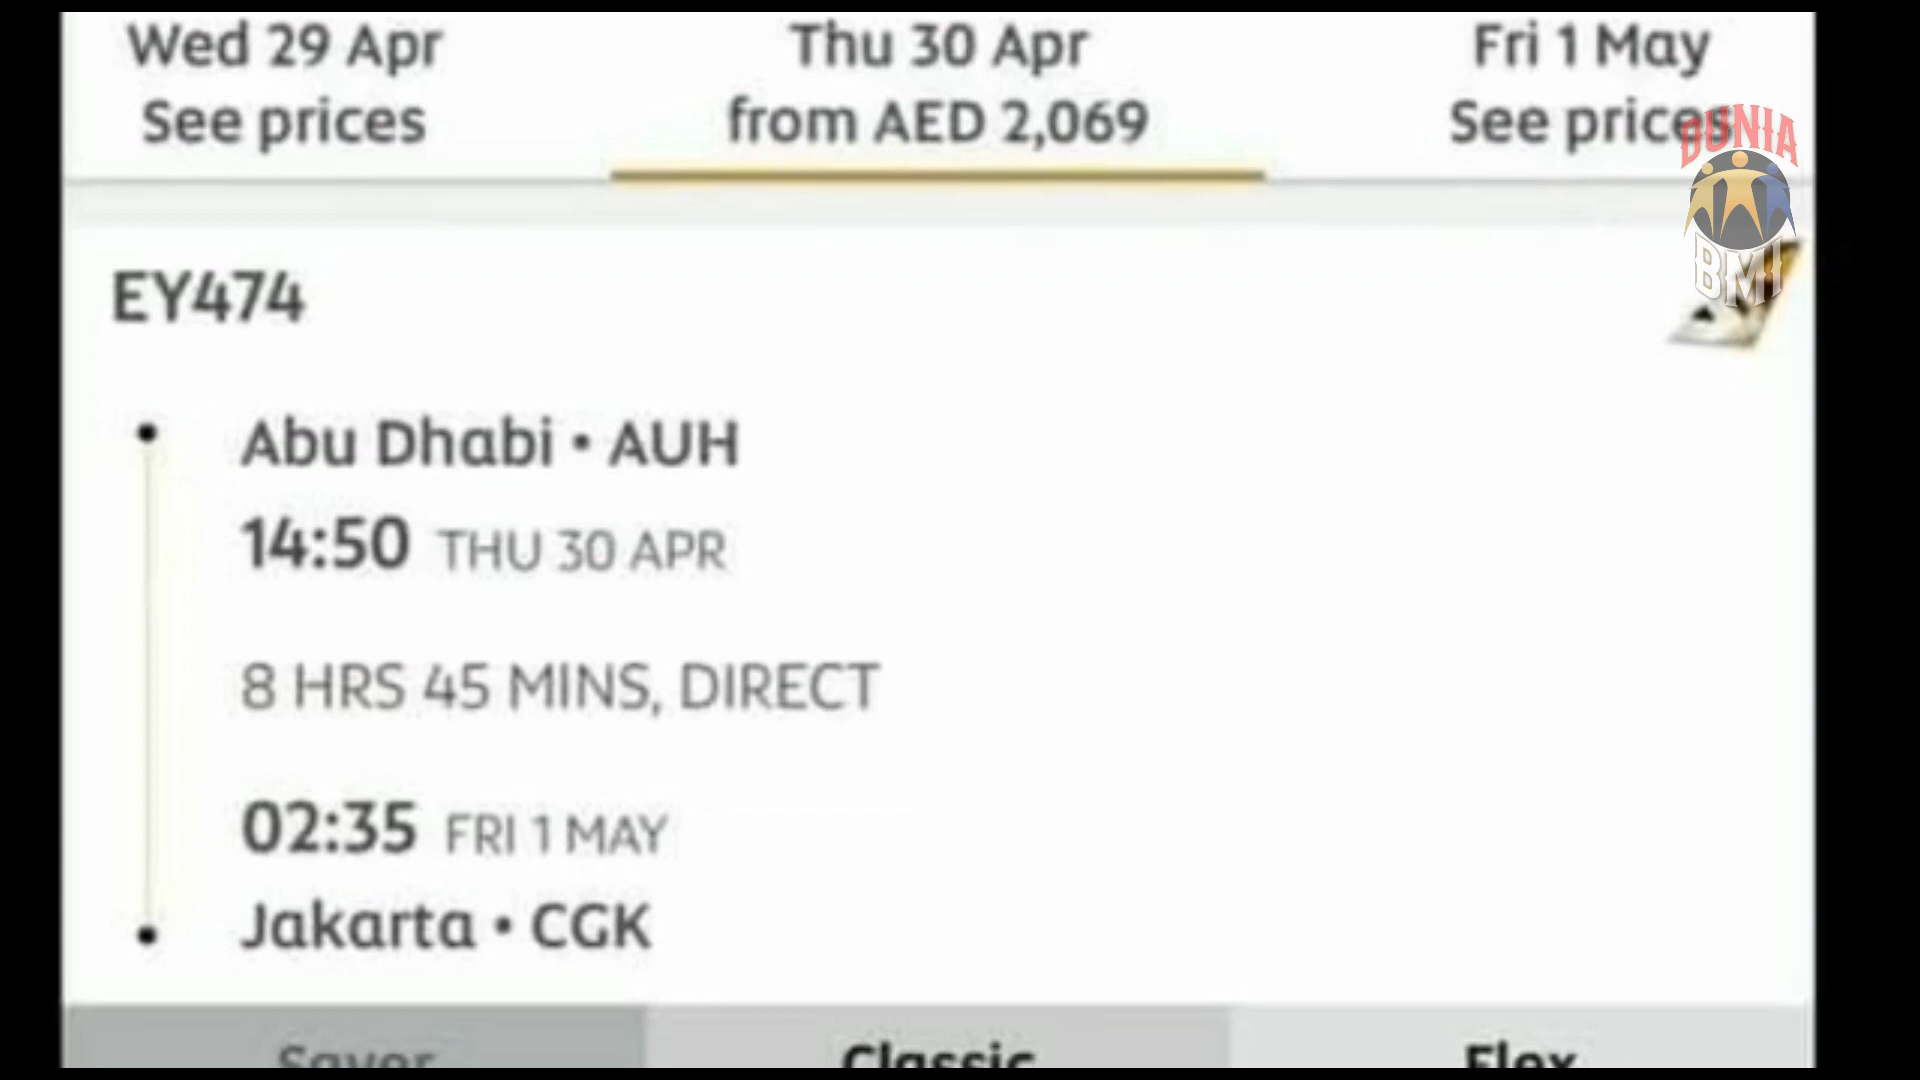 Wed 29 Apr
See prices
Thu 30 Apr
from AED 2,069
Fri 1 May
See prices
DUNIA
BMI
EY474
Abu Dhabi • AUH
14:50 THU 30 APR
8 HRS 45 MINS, DIRECT
02:35 FRI 1 MAY
Jakarta • CGK
Saver
Classic
Flex